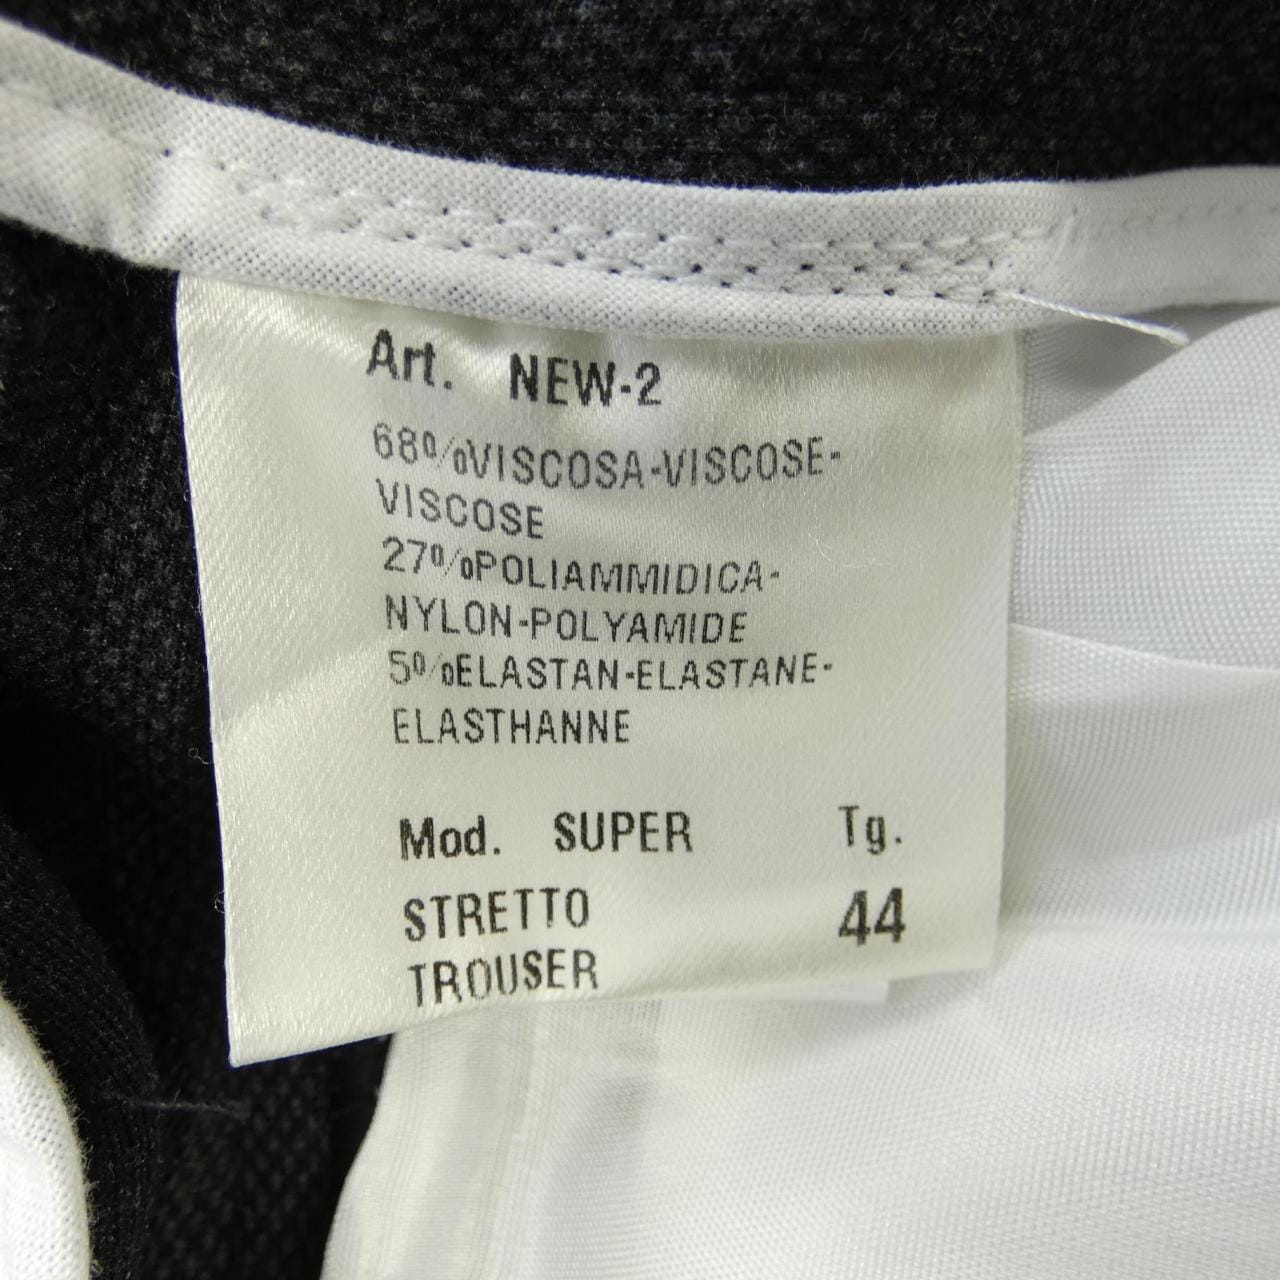 Art. NEW-2
68%VISCOSA-VISCOSE-
VISCOSE
27%POLIAMMIDICA-
NYLON-POLYAMIDE
5%ELASTAN-ELASTANE-
ELASTHANNE
Mod. SUPER Tg.
STRETTO 44
TROUSER